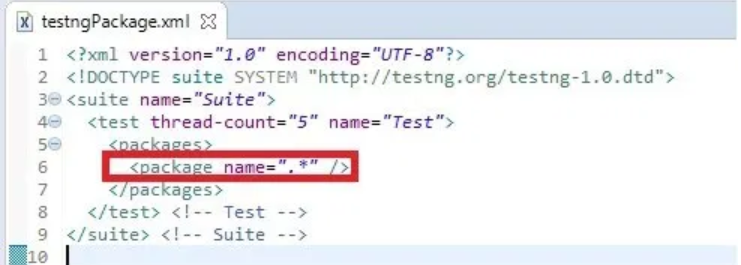 testngPackage.xml
1 <?xml version="1.0" encoding="UTF-8"?>
2 <!DOCTYPE suite SYSTEM "http://testng.org/testng-1.0.dtd">
3 <suite name="Suite">
4 <test thread-count="5" name="Test">
5 <packages>
6 <package name=".*" />
7 </packages>
8 </test> <!-- Test -->
9 </suite> <!-- Suite -->
10